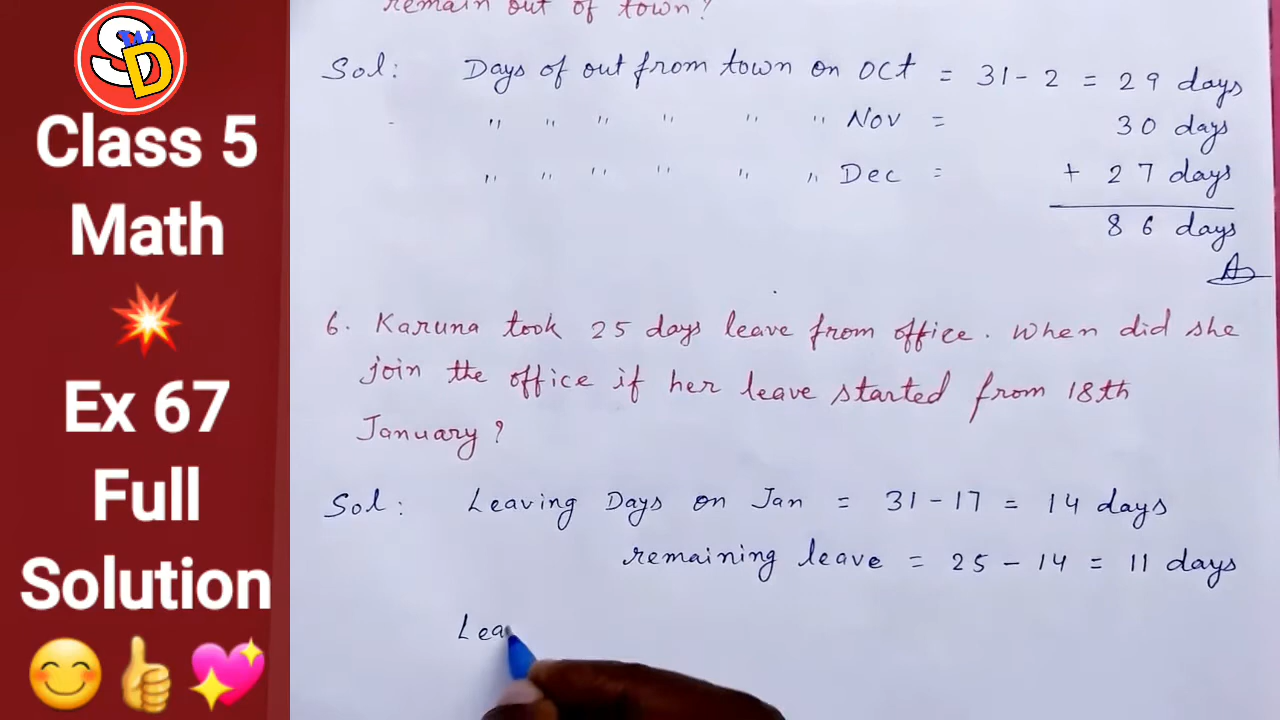 SWD
Class 5
Math
💥
Ex 67
Full
Solution
😊👍💖
remain out of town?
Sol: Days of out from town on Oct = 31 - 2 = 29 days
" " " " " " Nov = 30 days
" " " " " " Dec = + 27 days
86 days
6. Karuna took 25 days leave from office. When did she
join the office if her leave started from 18th
January?
Sol: Leaving Days on Jan = 31 - 17 = 14 days
remaining leave = 25 - 14 = 11 days
Lea